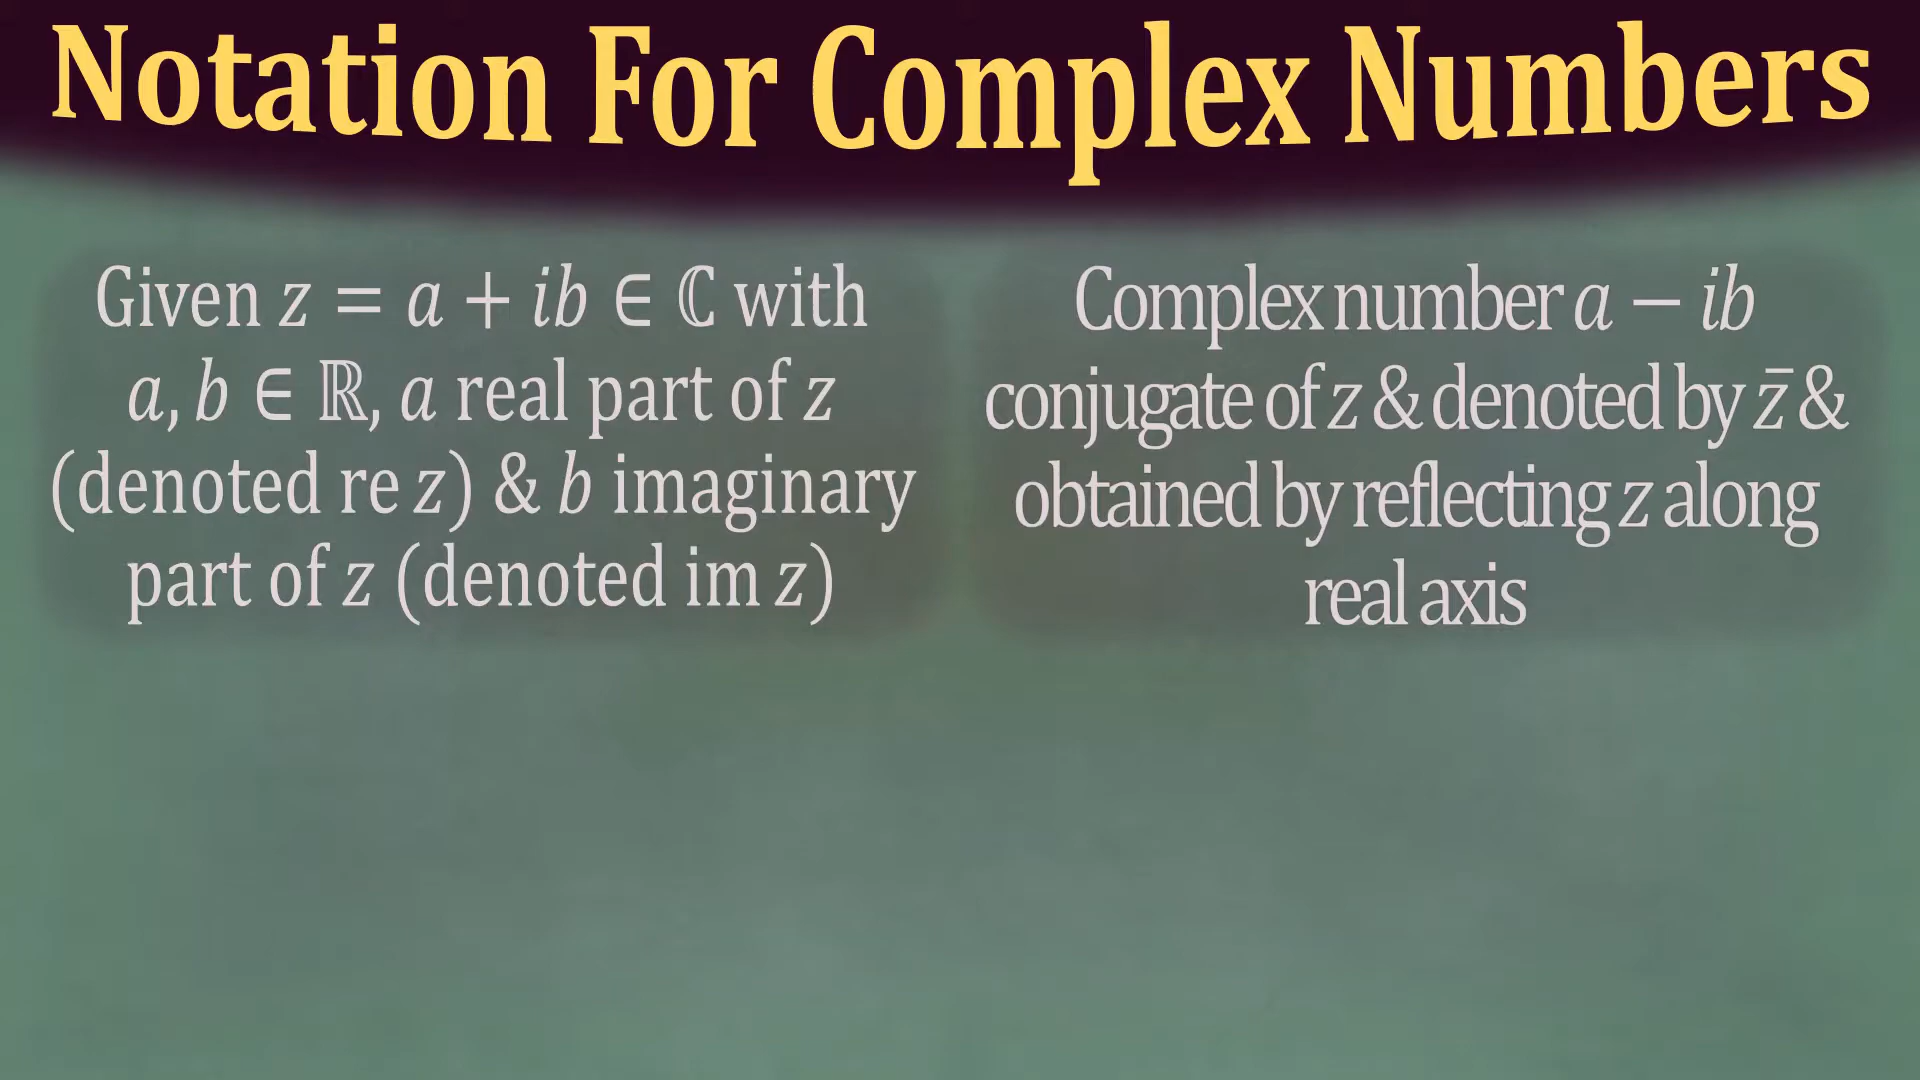 Notation For Complex Numbers
Given z = a + ib ∈ ℂ with
a, b ∈ ℝ, a real part of z
(denoted re z) & b imaginary
part of z (denoted im z)
Complex number a − ib
conjugate of z & denoted by z̄ &
obtained by reflecting z along
real axis